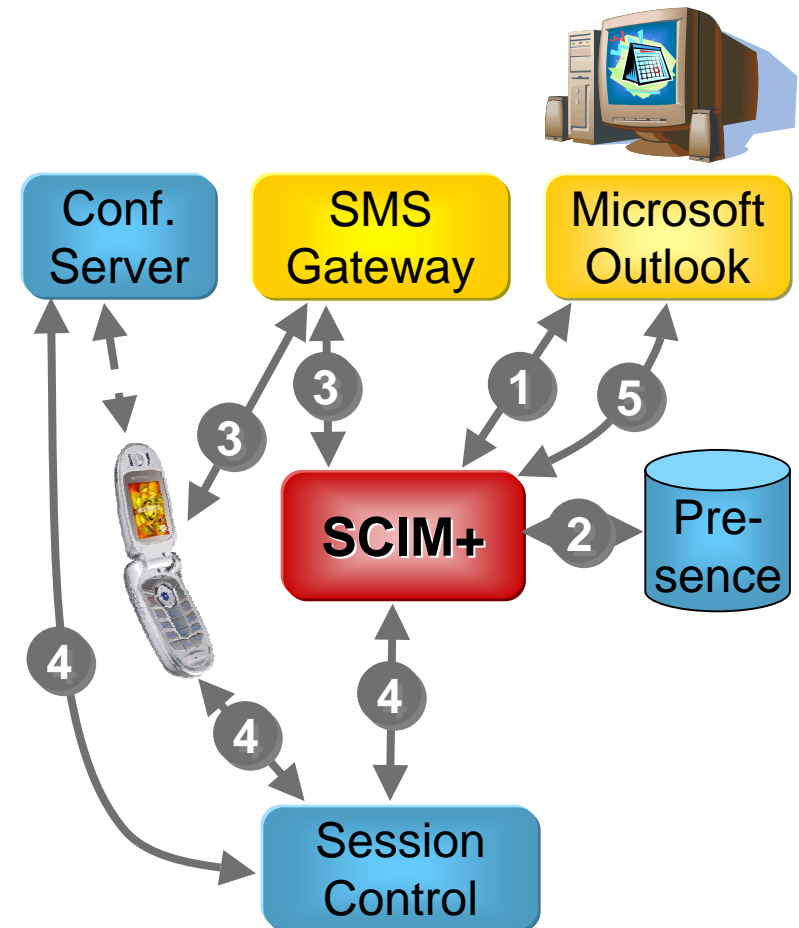 Conf.
Server
SMS
Gateway
Microsoft
Outlook
3
1
5
3
SCIM+
2
Pre-
sence
4
4
4
Session
Control